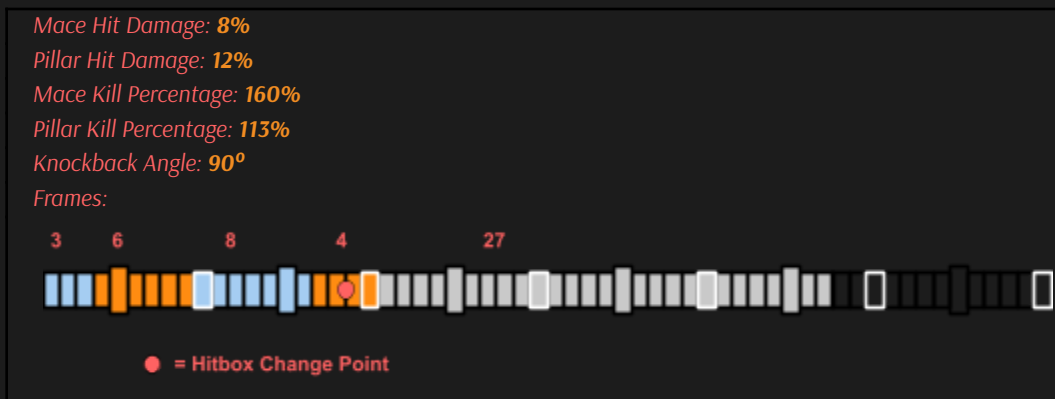 Mace Hit Damage: 8%
Pillar Hit Damage: 12%
Mace Kill Percentage: 160%
Pillar Kill Percentage: 113%
Knockback Angle: 90º
Frames:
3 6 8 4 27
= Hitbox Change Point